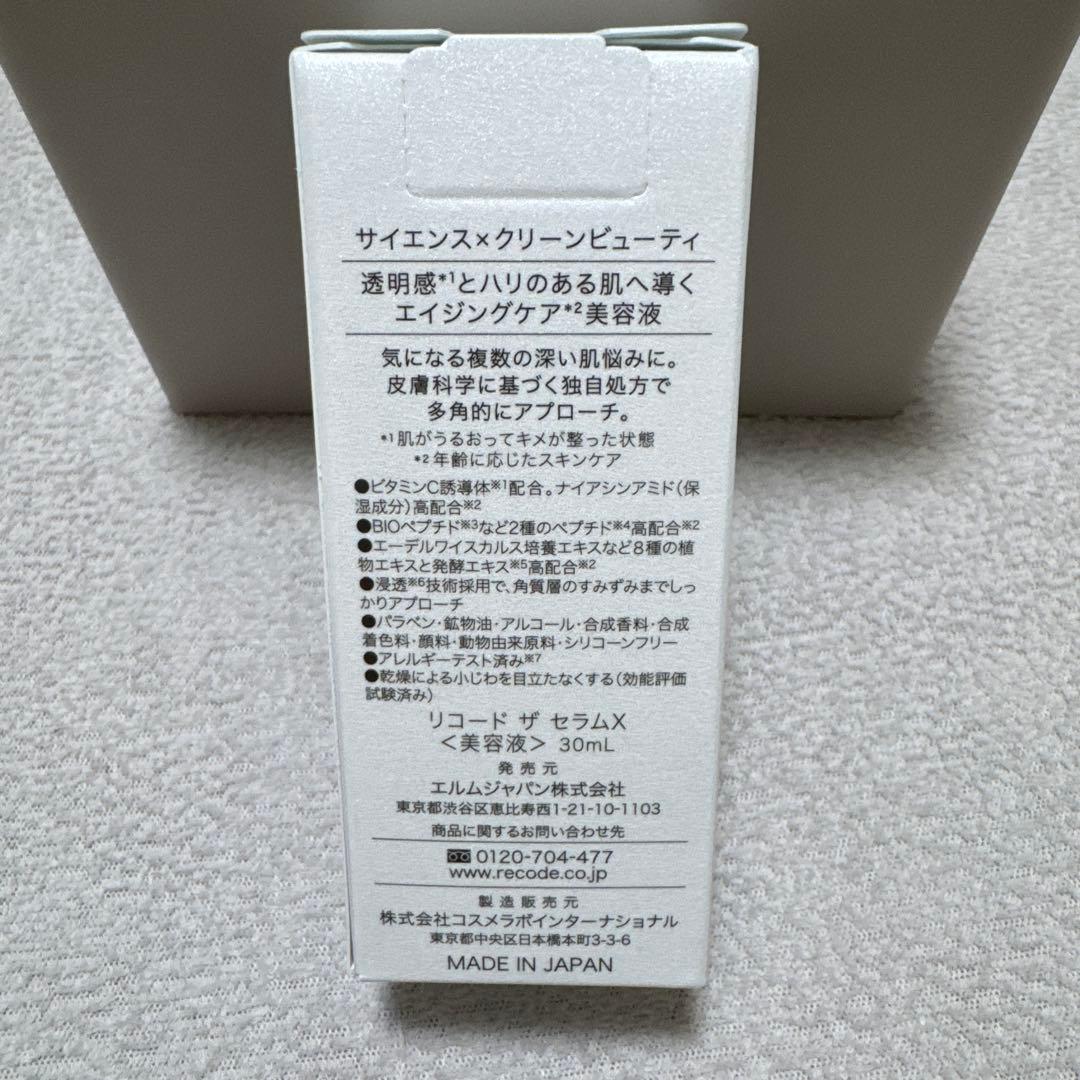 サイエンス×クリーンビューティ
透明感*1とハリのある肌へ導く
エイジングケア*2美容液
気になる複数の深い肌悩みに。
皮膚科学に基づく独自処方で
多角的にアプローチ。
*1肌がうるおってキメが整った状態
*2年齢に応じたスキンケア
●ビタミンC誘導体※1配合。ナイアシンアミド(保
湿成分)高配合※2
●BIOペプチド※3など2種のペプチド※4高配合※2
●エーデルワイスカルス培養エキスなど8種の植
物エキスと発酵エキス※5高配合※2
●浸透※6技術採用で、角質層のすみずみまでしっ
かりアプローチ
●パラベン・鉱物油・アルコール・合成香料・合成
着色料・顔料・動物由来原料・シリコーンフリー
●アレルギーテスト済み※7
●乾燥による小じわを目立たなくする(効能評価
試験済み)
リコード ザ セラムX
<美容液> 30mL
発売元
エルムジャパン株式会社
東京都渋谷区恵比寿西1-21-10-1103
商品に関するお問い合わせ先
0120-704-477
www.recode.co.jp
製造販売元
株式会社コスメラボインターナショナル
東京都中央区日本橋本町3-3-6
MADE IN JAPAN